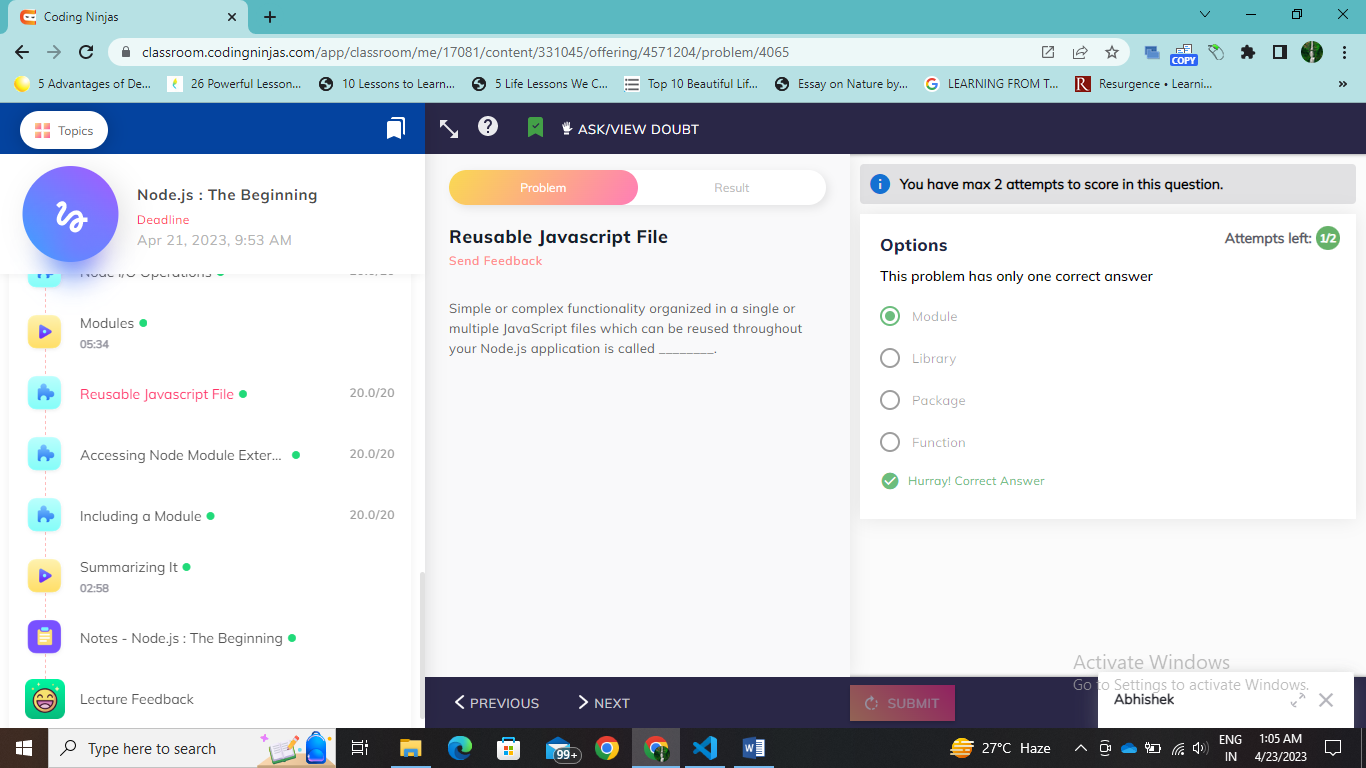 Coding Ninjas
classroom.codingninjas.com/app/classroom/me/17081/content/331045/offering/4571204/problem/4065
COPY
5 Advantages of De...
26 Powerful Lesson...
10 Lessons to Learn...
5 Life Lessons We C...
Top 10 Beautiful Lif...
Essay on Nature by...
LEARNING FROM T...
Resurgence • Learni...
Topics
ASK/VIEW DOUBT
Node.js : The Beginning
Deadline
Apr 21, 2023, 9:53 AM
Node I/O Operations
20.0/20
Modules
05:34
Reusable Javascript File
20.0/20
Accessing Node Module Exter...
20.0/20
Including a Module
20.0/20
Summarizing It
02:58
Notes - Node.js : The Beginning
Lecture Feedback
Problem
Result
Reusable Javascript File
Send Feedback
Simple or complex functionality organized in a single or
multiple JavaScript files which can be reused throughout
your Node.js application is called ________.
You have max 2 attempts to score in this question.
Options
Attempts left: 1/2
This problem has only one correct answer
Module
Library
Package
Function
Hurray! Correct Answer
Activate Windows
Go to Settings to activate Windows.
PREVIOUS
NEXT
SUBMIT
Abhishek
Type here to search
99+
27°C Haze
ENG
IN
1:05 AM
4/23/2023